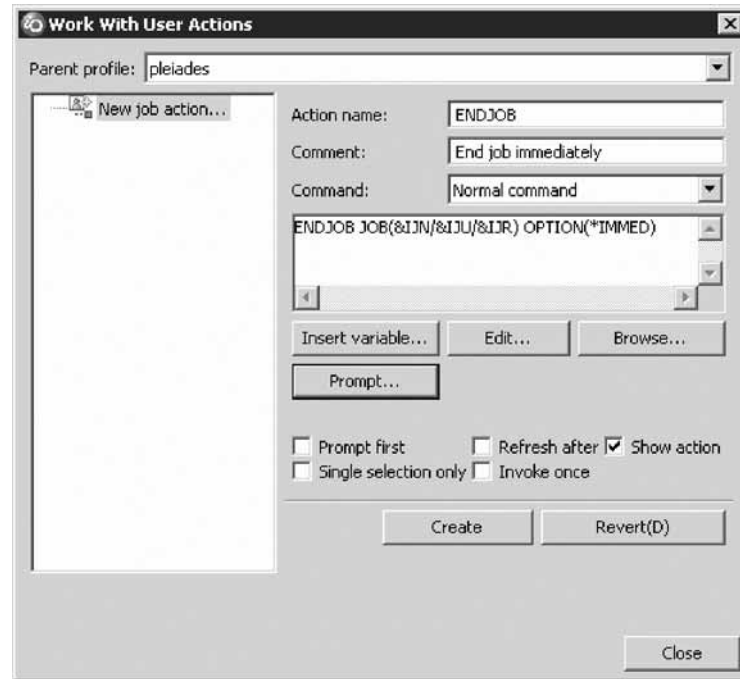 Work With User Actions
Parent profile: pleiades
New job action...
Action name: ENDJOB
Comment: End job immediately
Command: Normal command
ENDJOB JOB(&IJN/&IJU/&IJR) OPTION(*IMMED)
Insert variable... Edit... Browse...
Prompt...
Prompt first Refresh after Show action
Single selection only Invoke once
Create Revert(D)
Close